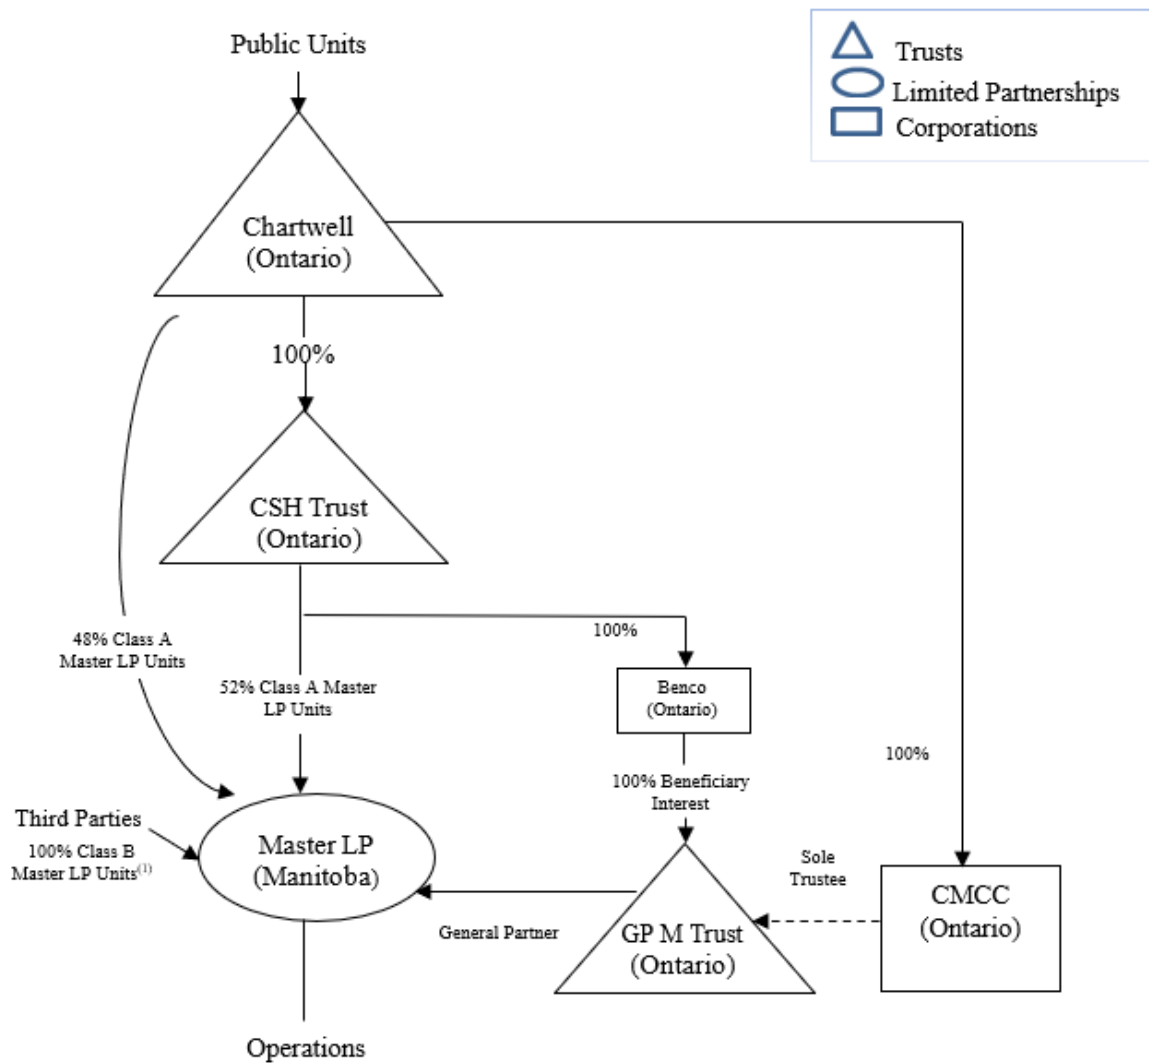 Public Units
Trusts
Limited Partnerships
Corporations
Chartwell
(Ontario)
100%
CSH Trust
(Ontario)
48% Class A
Master LP Units
52% Class A Master
LP Units
100%
Benco
(Ontario)
100% Beneficiary
Interest
100%
Third Parties
100% Class B
Master LP Units(1)
Master LP
(Manitoba)
General Partner
GP M Trust
(Ontario)
Sole
Trustee
CMCC
(Ontario)
Operations